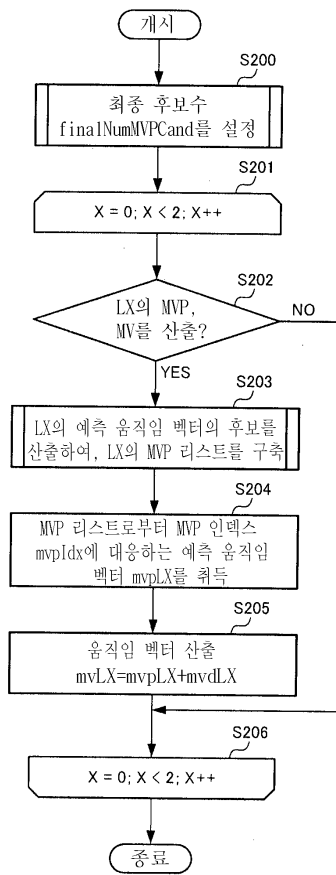 개시
S200
최종 후보수
finalNumMVPCand를 설정
S201
X = 0; X < 2; X++
S202
LX의 MVP,
MV를 산출?
NO
YES
S203
LX의 예측 움직임 벡터의 후보를
산출하여, LX의 MVP 리스트를 구축
S204
MVP 리스트로부터 MVP 인덱스
mvpIdx에 대응하는 예측 움직임
벡터 mvpLX를 취득
S205
움직임 벡터 산출
mvLX=mvpLX+mvdLX
S206
X = 0; X < 2; X++
종료